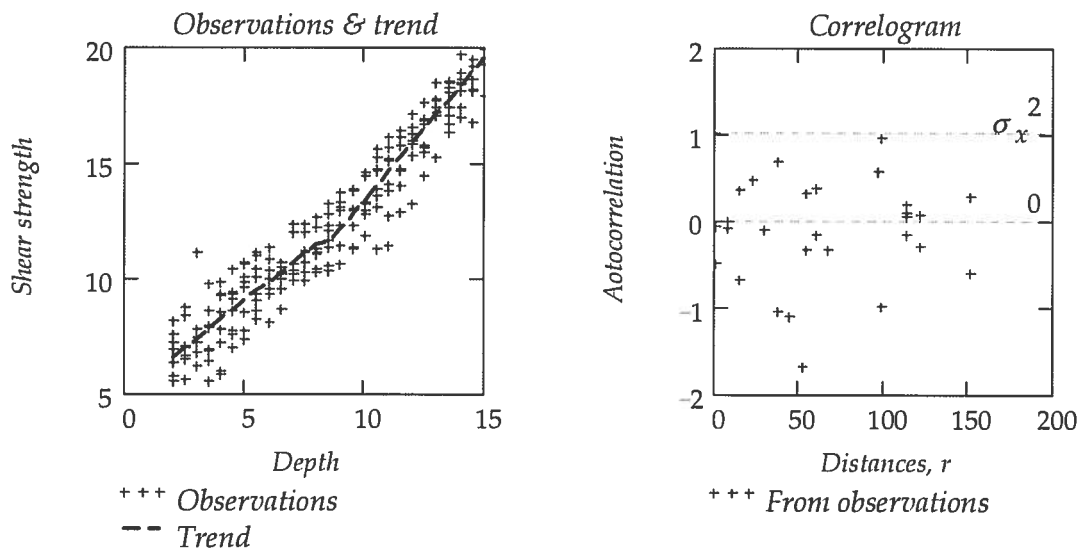 Observations & trend
20
15
10
5
0
5
10
15
Shear strength
Depth
+++ Observations
Trend
Correlogram
2
1
0
-1
-2
0
50
100
150
200
σx2
0
Aotocorrelation
Distances, r
+++ From observations